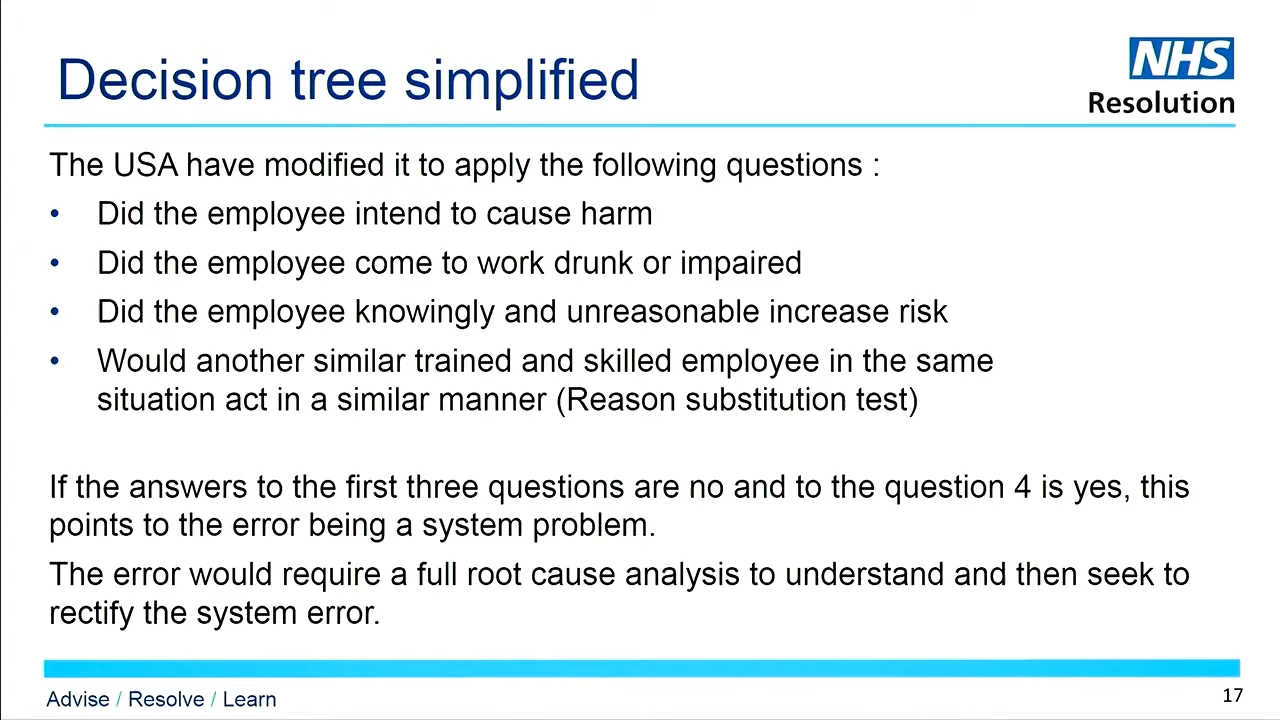 Decision tree simplified
NHS
Resolution
The USA have modified it to apply the following questions :
• Did the employee intend to cause harm
• Did the employee come to work drunk or impaired
• Did the employee knowingly and unreasonable increase risk
• Would another similar trained and skilled employee in the same
situation act in a similar manner (Reason substitution test)
If the answers to the first three questions are no and to the question 4 is yes, this
points to the error being a system problem.
The error would require a full root cause analysis to understand and then seek to
rectify the system error.
Advise / Resolve / Learn
17